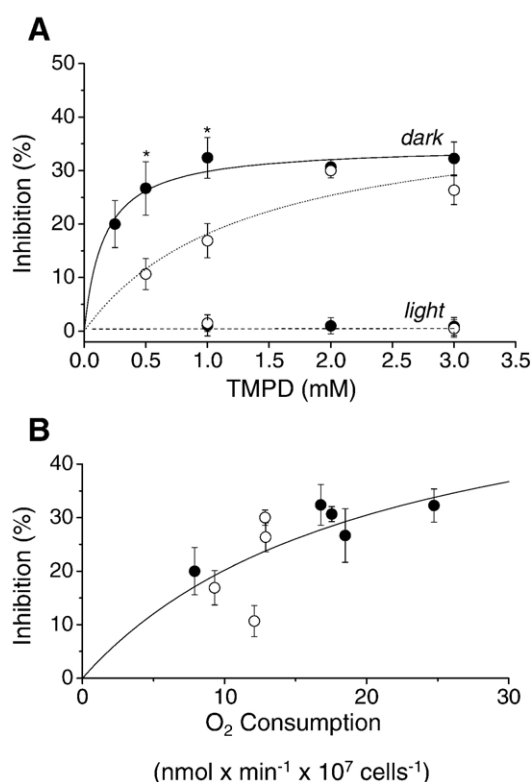 A
50
40
30
20
10
0
Inhibition (%)
* *
dark
light
0.0 0.5 1.0 1.5 2.0 2.5 3.0 3.5
TMPD (mM)
B
40
30
20
10
0
Inhibition (%)
0 10 20 30
O₂ Consumption
(nmol x min⁻¹ x 10⁷ cells⁻¹)